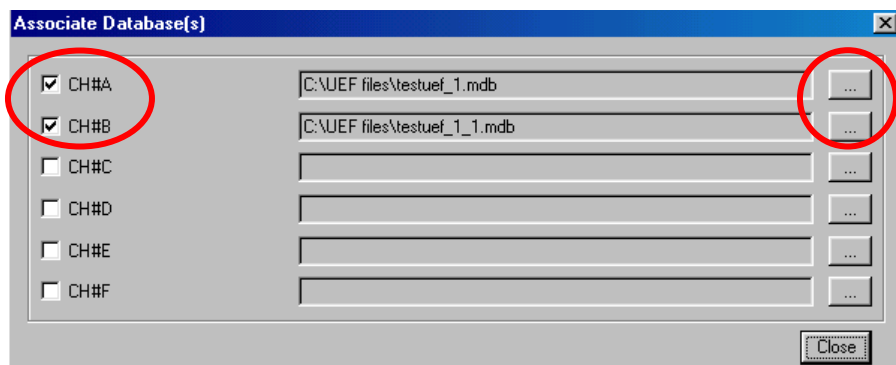 Associate Database(s)
CH#A C:\UEF files\testuef_1.mdb ...
CH#B C:\UEF files\testuef_1_1.mdb ...
CH#C ...
CH#D ...
CH#E ...
CH#F ...
Close